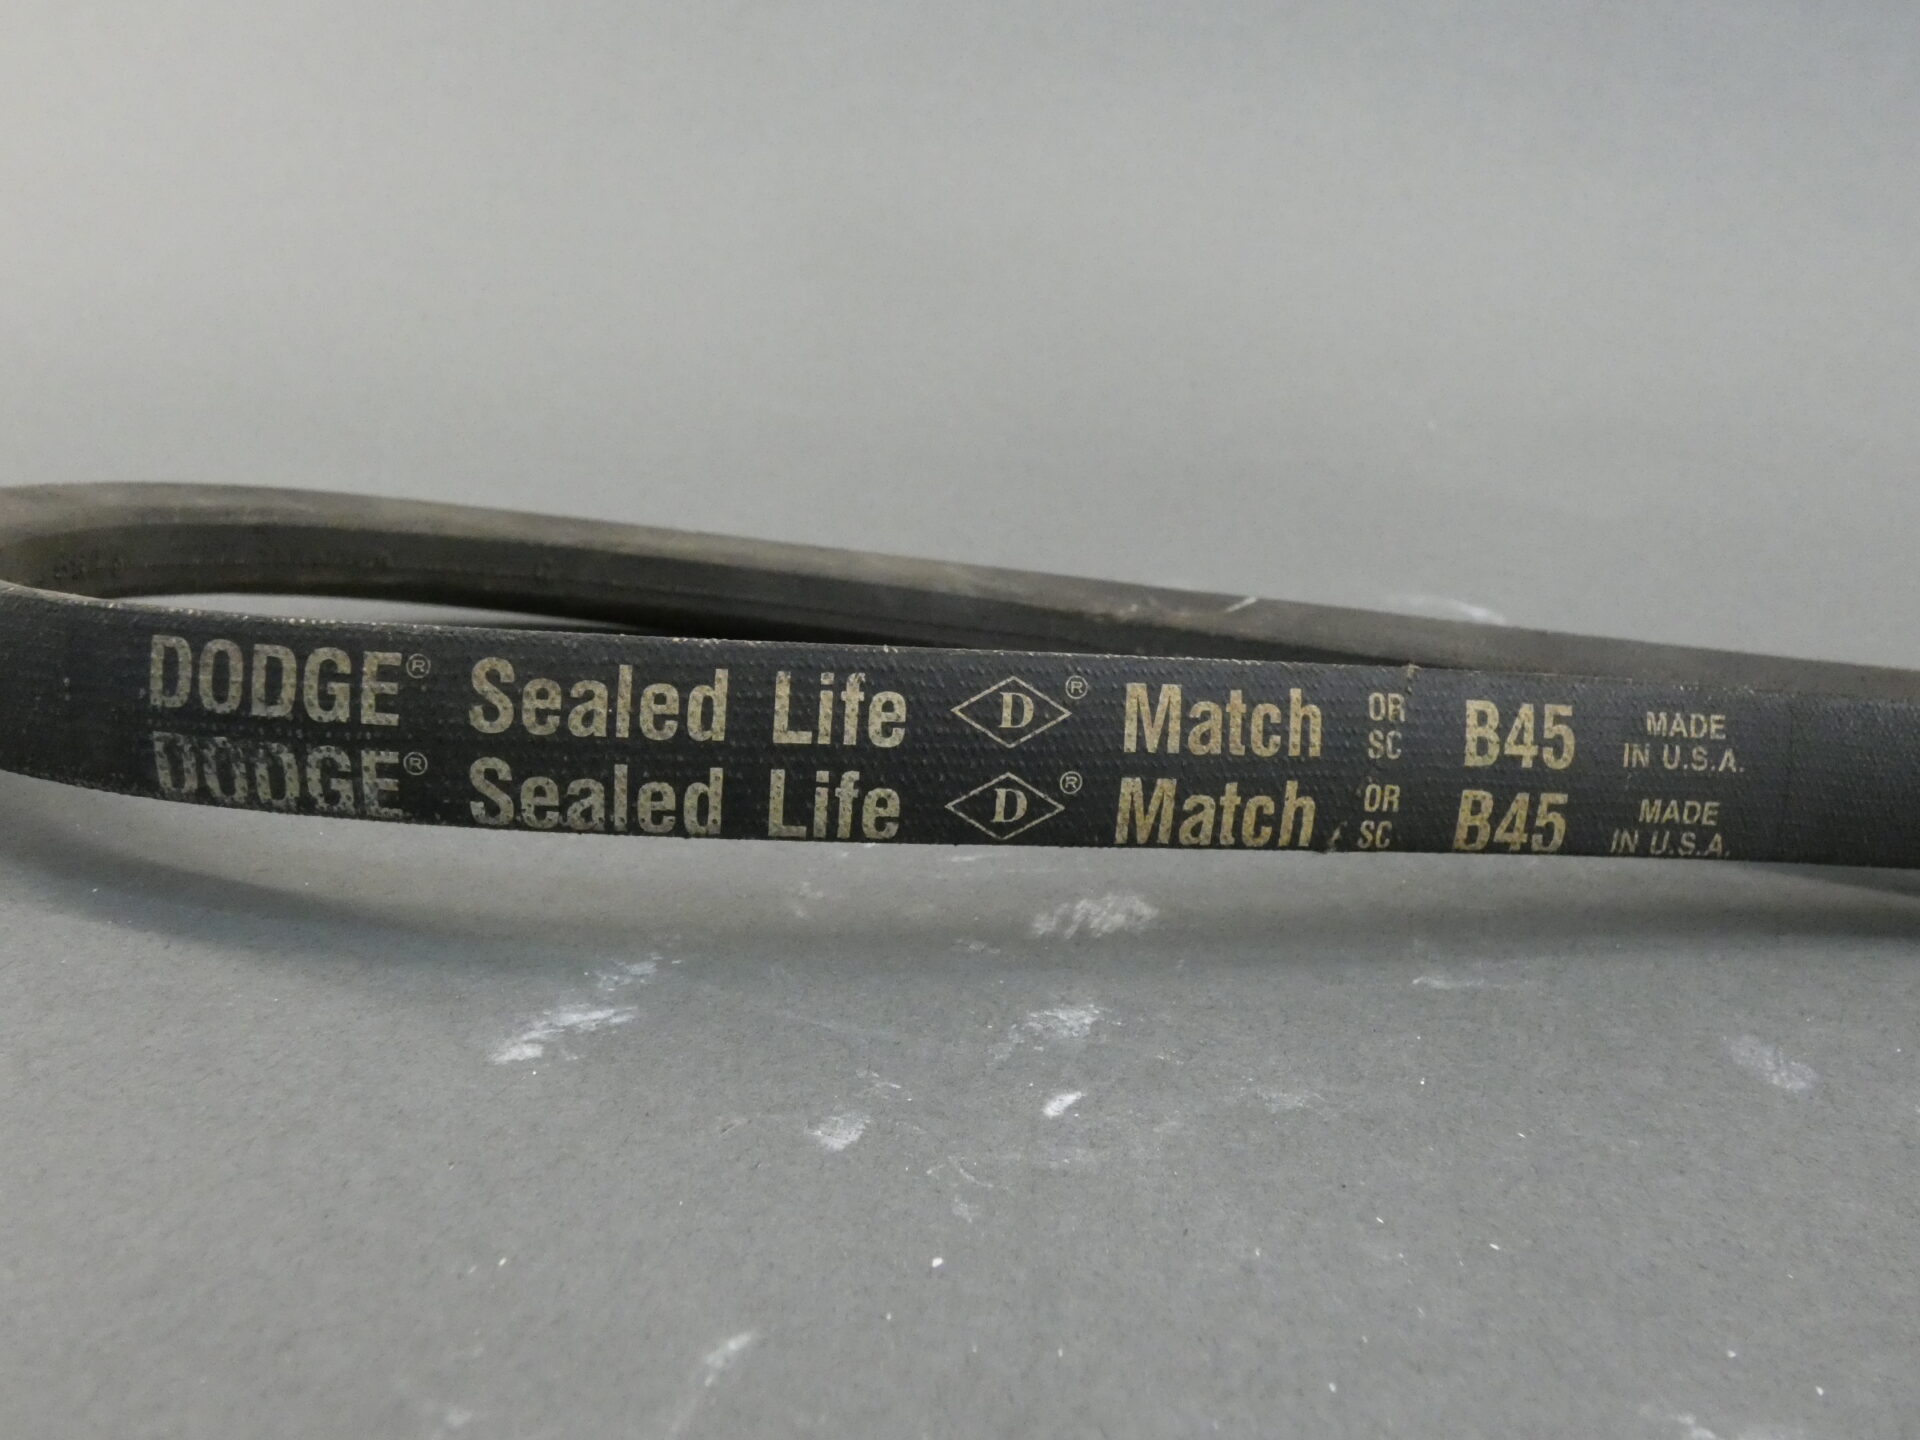 DODGE® Sealed Life D® Match OR SC B45 MADE IN U.S.A.
DODGE® Sealed Life D® Match OR SC B45 MADE IN U.S.A.